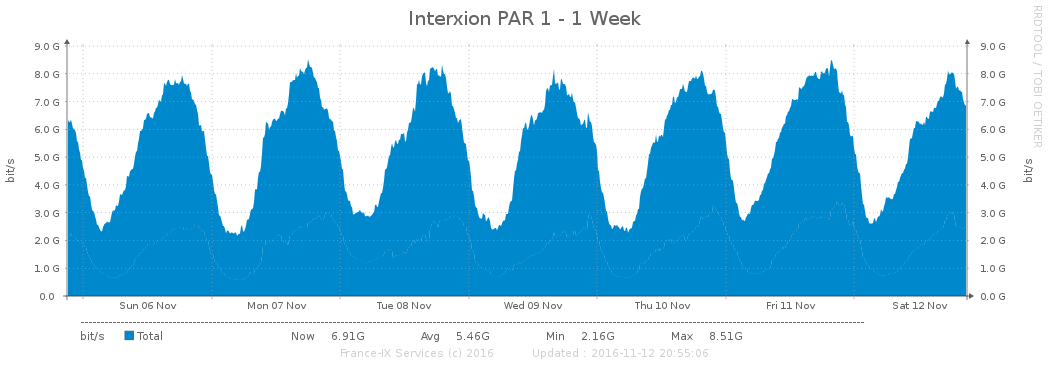 Interxion PAR 1 - 1 Week
RRDTOOL / TOBI OETIKER
bit/s
9.0 G 9.0 G
8.0 G 8.0 G
7.0 G 7.0 G
6.0 G 6.0 G
5.0 G 5.0 G
4.0 G 4.0 G
3.0 G 3.0 G
2.0 G 2.0 G
1.0 G 1.0 G
0.0 0.0 G
bit/s
Sun 06 Nov Mon 07 Nov Tue 08 Nov Wed 09 Nov Thu 10 Nov Fri 11 Nov Sat 12 Nov
bit/s Total Now 6.91G Avg 5.46G Min 2.16G Max 8.51G
France-IX Services (c) 2016 Updated : 2016-11-12 20:55:06